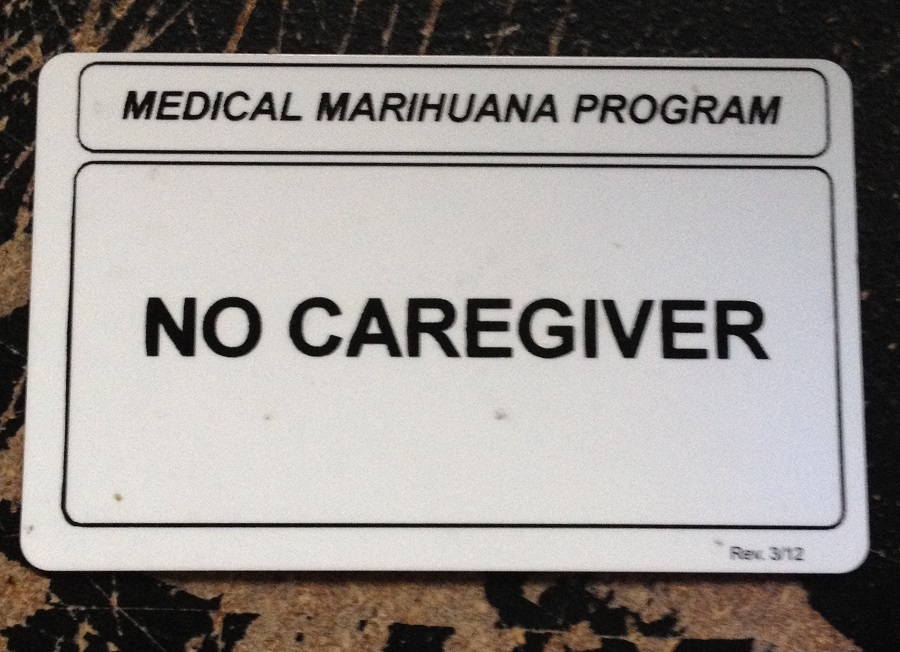 MEDICAL MARIHUANA PROGRAM
NO CAREGIVER
Rev. 3/12